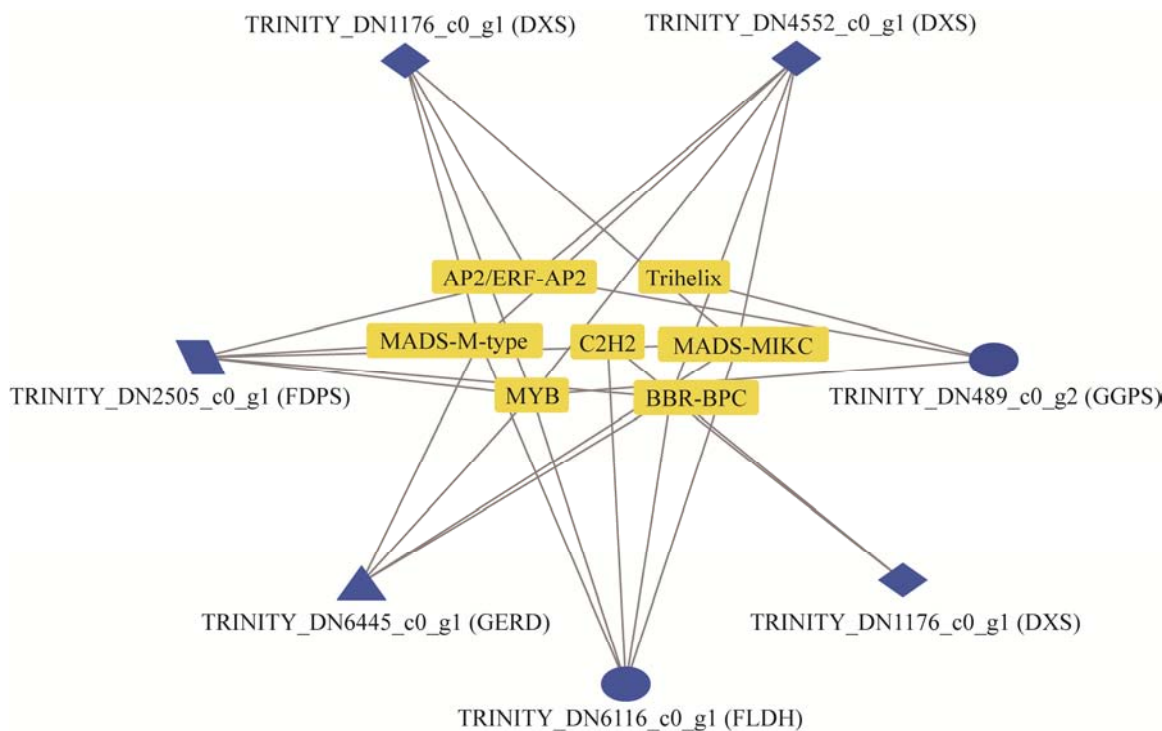 TRINITY_DN1176_c0_g1 (DXS)
TRINITY_DN4552_c0_g1 (DXS)
AP2/ERF-AP2
Trihelix
MADS-M-type
C2H2
MADS-MIKC
TRINITY_DN2505_c0_g1 (FDPS)
MYB
BBR-BPC
TRINITY_DN489_c0_g2 (GGPS)
TRINITY_DN6445_c0_g1 (GERD)
TRINITY_DN1176_c0_g1 (DXS)
TRINITY_DN6116_c0_g1 (FLDH)